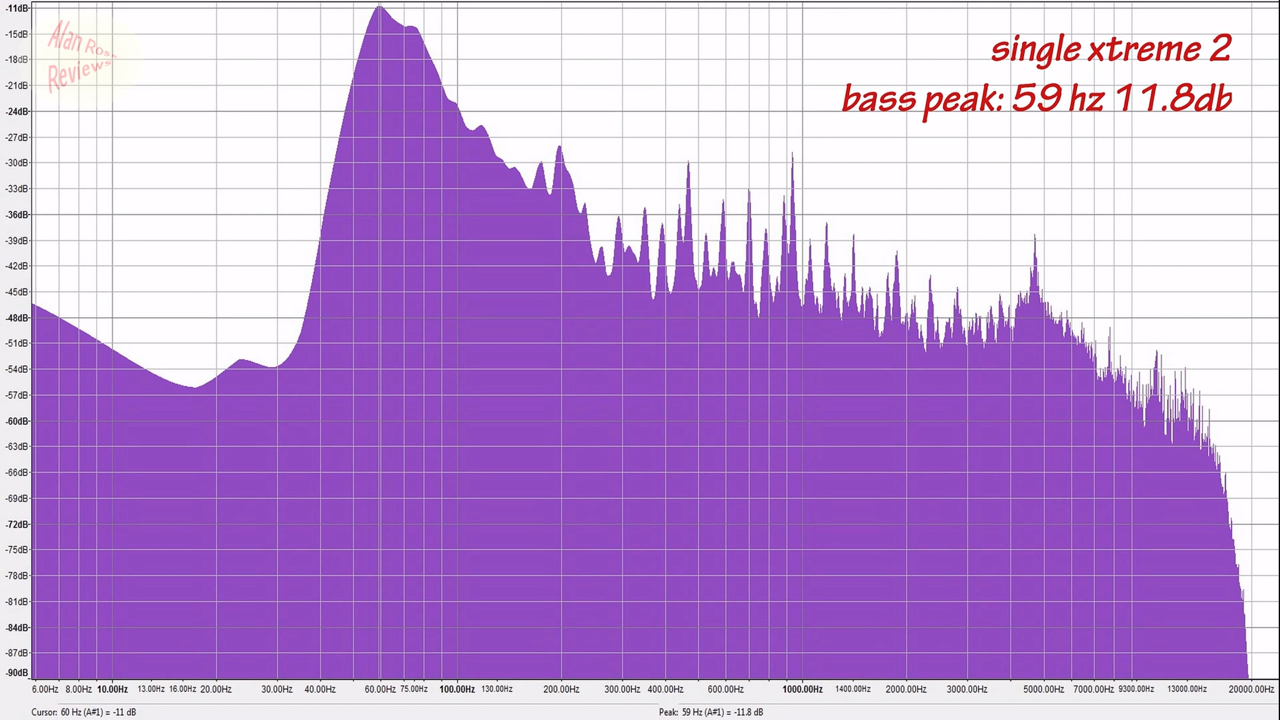 Alan Ross
Reviews
single xtreme 2
bass peak: 59 hz 11.8db
-11dB
-15dB
-18dB
-21dB
-24dB
-27dB
-30dB
-33dB
-36dB
-39dB
-42dB
-45dB
-48dB
-51dB
-54dB
-57dB
-60dB
-63dB
-66dB
-69dB
-72dB
-75dB
-78dB
-81dB
-84dB
-87dB
-90dB
6.00Hz 8.00Hz 10.00Hz 13.00Hz 16.00Hz 20.00Hz 30.00Hz 40.00Hz 60.00Hz 75.00Hz 100.00Hz 130.00Hz 200.00Hz 300.00Hz 400.00Hz 600.00Hz 1000.00Hz 1400.00Hz 2000.00Hz 3000.00Hz 5000.00Hz 7000.00Hz 9300.00Hz 13000.00Hz 20000.00Hz
Cursor: 60 Hz (A#1) = -11 dB Peak: 59 Hz (A#1) = -11.8 dB